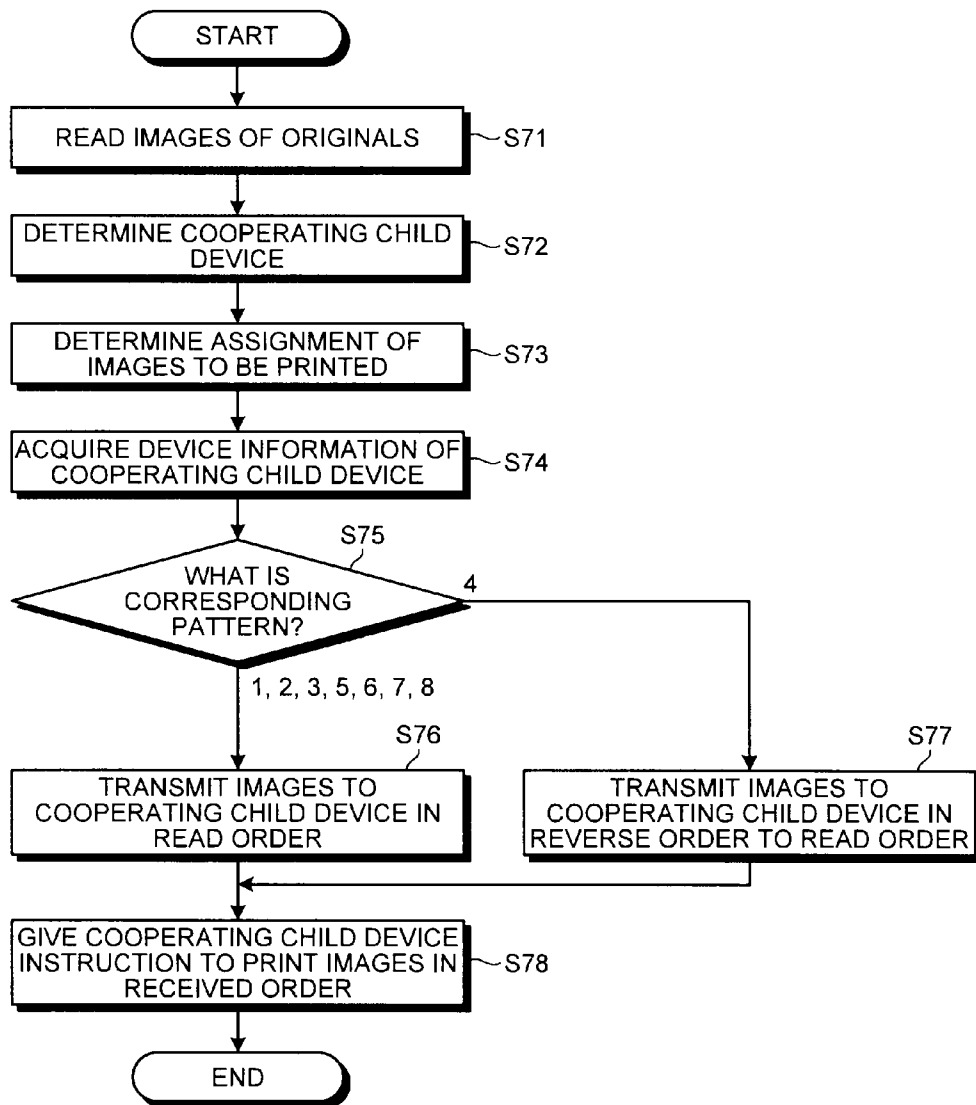 START
READ IMAGES OF ORIGINALS
S71
DETERMINE COOPERATING CHILD
DEVICE
S72
DETERMINE ASSIGNMENT OF
IMAGES TO BE PRINTED
S73
ACQUIRE DEVICE INFORMATION OF
COOPERATING CHILD DEVICE
S74
S75
WHAT IS
CORRESPONDING
PATTERN?
4
1, 2, 3, 5, 6, 7, 8
S76
TRANSMIT IMAGES TO
COOPERATING CHILD DEVICE IN
READ ORDER
S77
TRANSMIT IMAGES TO
COOPERATING CHILD DEVICE IN
REVERSE ORDER TO READ ORDER
GIVE COOPERATING CHILD DEVICE
INSTRUCTION TO PRINT IMAGES IN
RECEIVED ORDER
S78
END